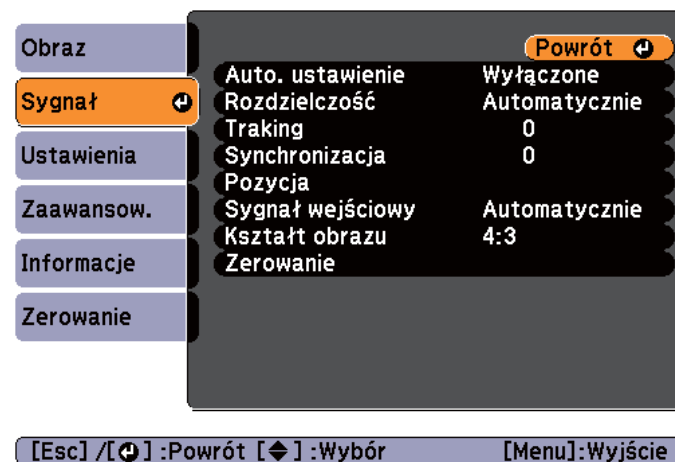 Obraz
Sygnał
Ustawienia
Zaawansow.
Informacje
Zerowanie
Powrót
Auto. ustawienie Wyłączone
Rozdzielczość Automatycznie
Traking 0
Synchronizacja 0
Pozycja
Sygnał wejściowy Automatycznie
Kształt obrazu 4:3
Zerowanie
[Esc] /[⏎] :Powrót [◆] :Wybór [Menu]:Wyjście